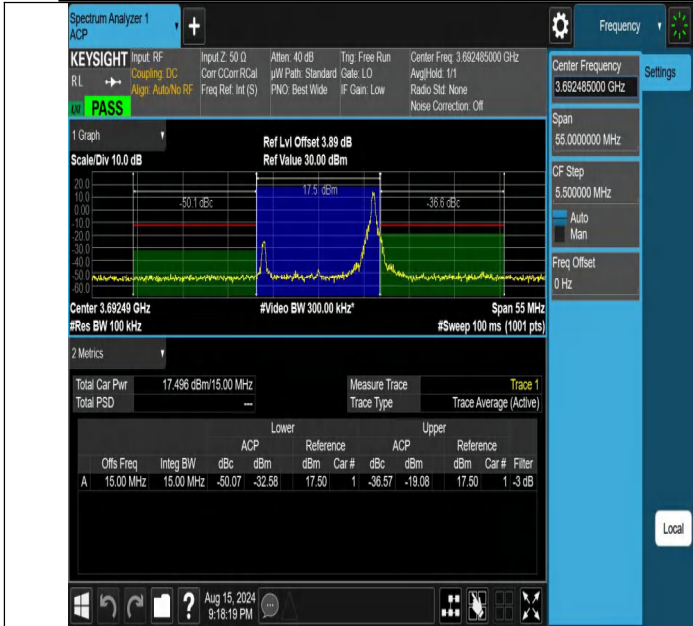 Spectrum Analyzer 1
ACP
Frequency
KEYSIGHT
RL
PASS
Input: RF
Coupling: DC
Align: Auto/No RF
Input Z: 50 Ω
Corr CCorr RCal
Freq Ref: Int (S)
Atten: 40 dB
µW Path: Standard
PNO: Best Wide
Trig: Free Run
Gate: LO
IF Gain: Low
Center Freq: 3.692485000 GHz
Avg|Hold: 1/1
Radio Std: None
Noise Correction: Off
Center Frequency
3.692485000 GHz
Settings
Span
55.0000000 MHz
CF Step
5.500000 MHz
Auto
Man
Freq Offset
0 Hz
1 Graph
Scale/Div 10.0 dB
Ref Lvl Offset 3.89 dB
Ref Value 30.00 dBm
20.0
10.0
0.00
-10.0
-20.0
-30.0
-40.0
-50.0
-60.0
-50.1 dBc
17.5 dBm
-36.6 dBc
Center 3.69249 GHz
#Video BW 300.00 kHz*
Span 55 MHz
#Res BW 100 kHz
#Sweep 100 ms (1001 pts)
2 Metrics
Total Car Pwr 17.496 dBm/15.00 MHz
Total PSD ---
Measure Trace Trace 1
Trace Type Trace Average (Active)
Lower Upper
ACP Reference ACP Reference
Offs Freq Integ BW dBc dBm dBm Car # dBc dBm dBm Car # Filter
A 15.00 MHz 15.00 MHz -50.07 -32.58 17.50 1 -36.57 -19.08 17.50 1 -3 dB
Local
?
Aug 15, 2024
9:18:19 PM